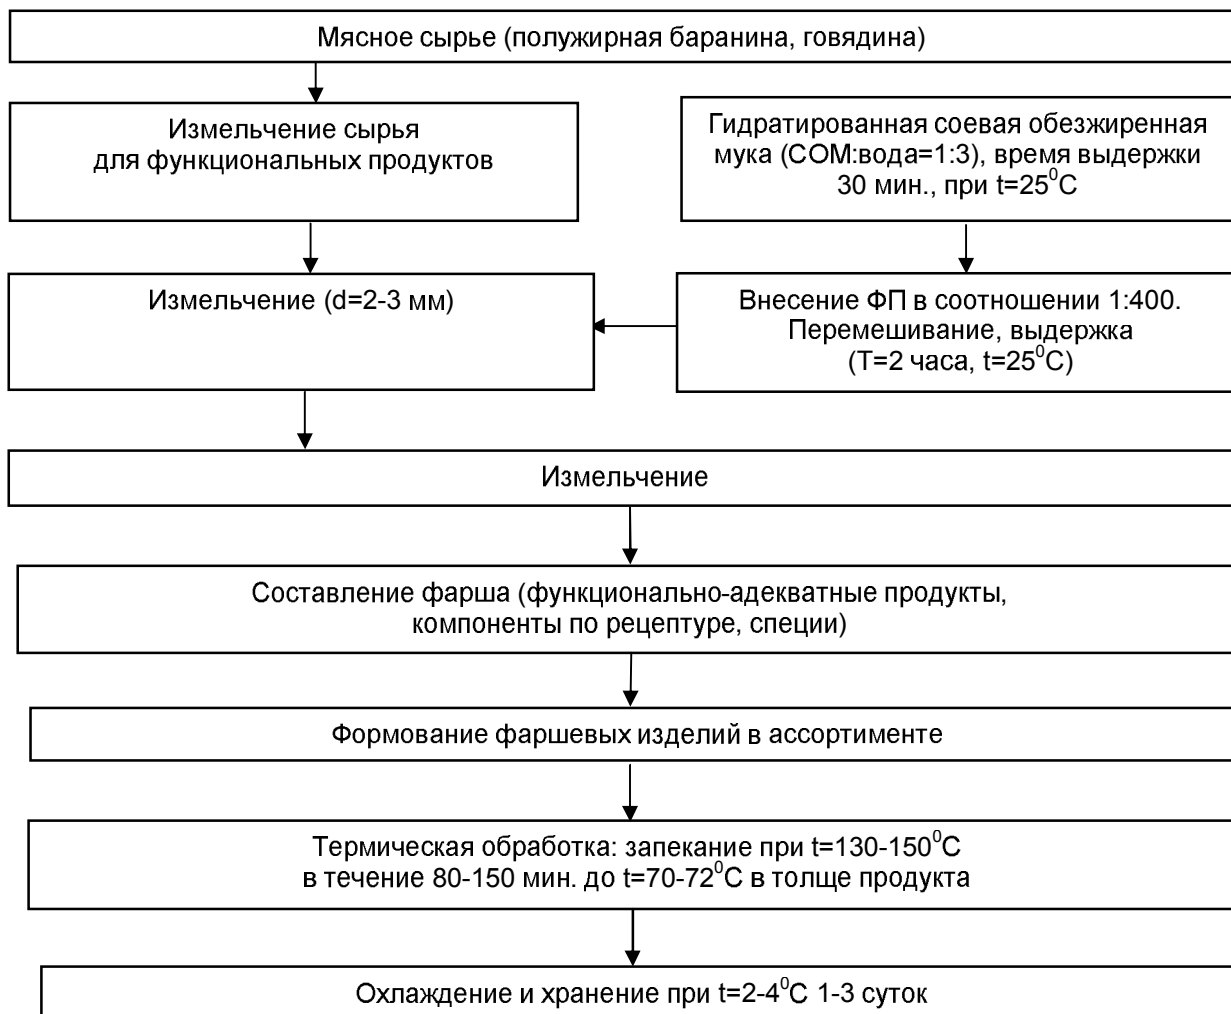 Мясное сырье (полужирная баранина, говядина)
Измельчение сырья
для функциональных продуктов
Гидратированная соевая обезжиренная
мука (СОМ:вода=1:3), время выдержки
30 мин., при t=25⁰С
Измельчение (d=2-3 мм)
Внесение ФП в соотношении 1:400.
Перемешивание, выдержка
(Т=2 часа, t=25⁰С)
Измельчение
Составление фарша (функционально-адекватные продукты,
компоненты по рецептуре, специи)
Формование фаршевых изделий в ассортименте
Термическая обработка: запекание при t=130-150⁰С
в течение 80-150 мин. до t=70-72⁰С в толще продукта
Охлаждение и хранение при t=2-4⁰С 1-3 суток